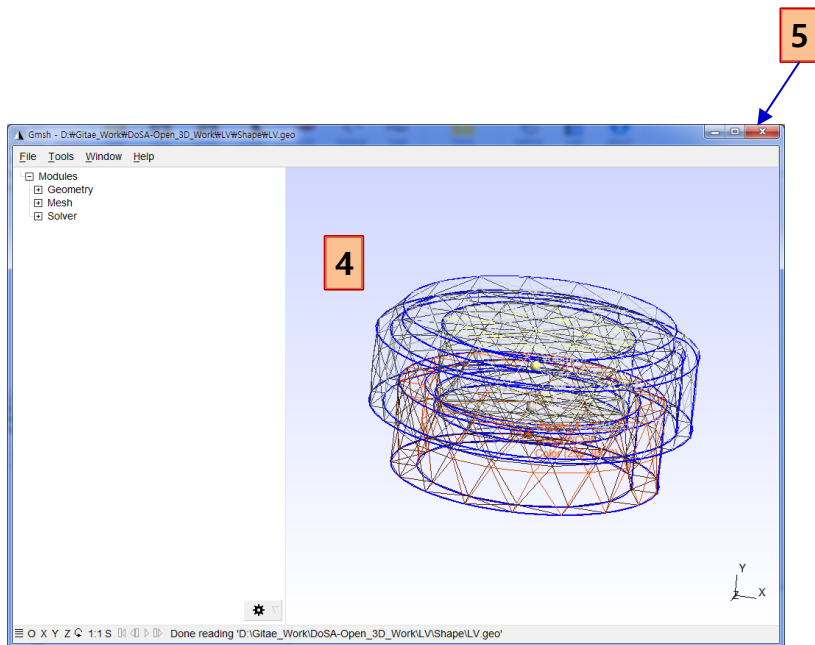 5
Gmsh - D:₩Gitae_Work₩DoSA-Open_3D_Work₩LV₩Shape₩LV.geo
File Tools Window Help
Modules
Geometry
Mesh
Solver
4
Y
X
Z
O X Y Z 1:1 S Done reading 'D:\Gitae_Work\DoSA-Open_3D_Work\LV\Shape\LV.geo'